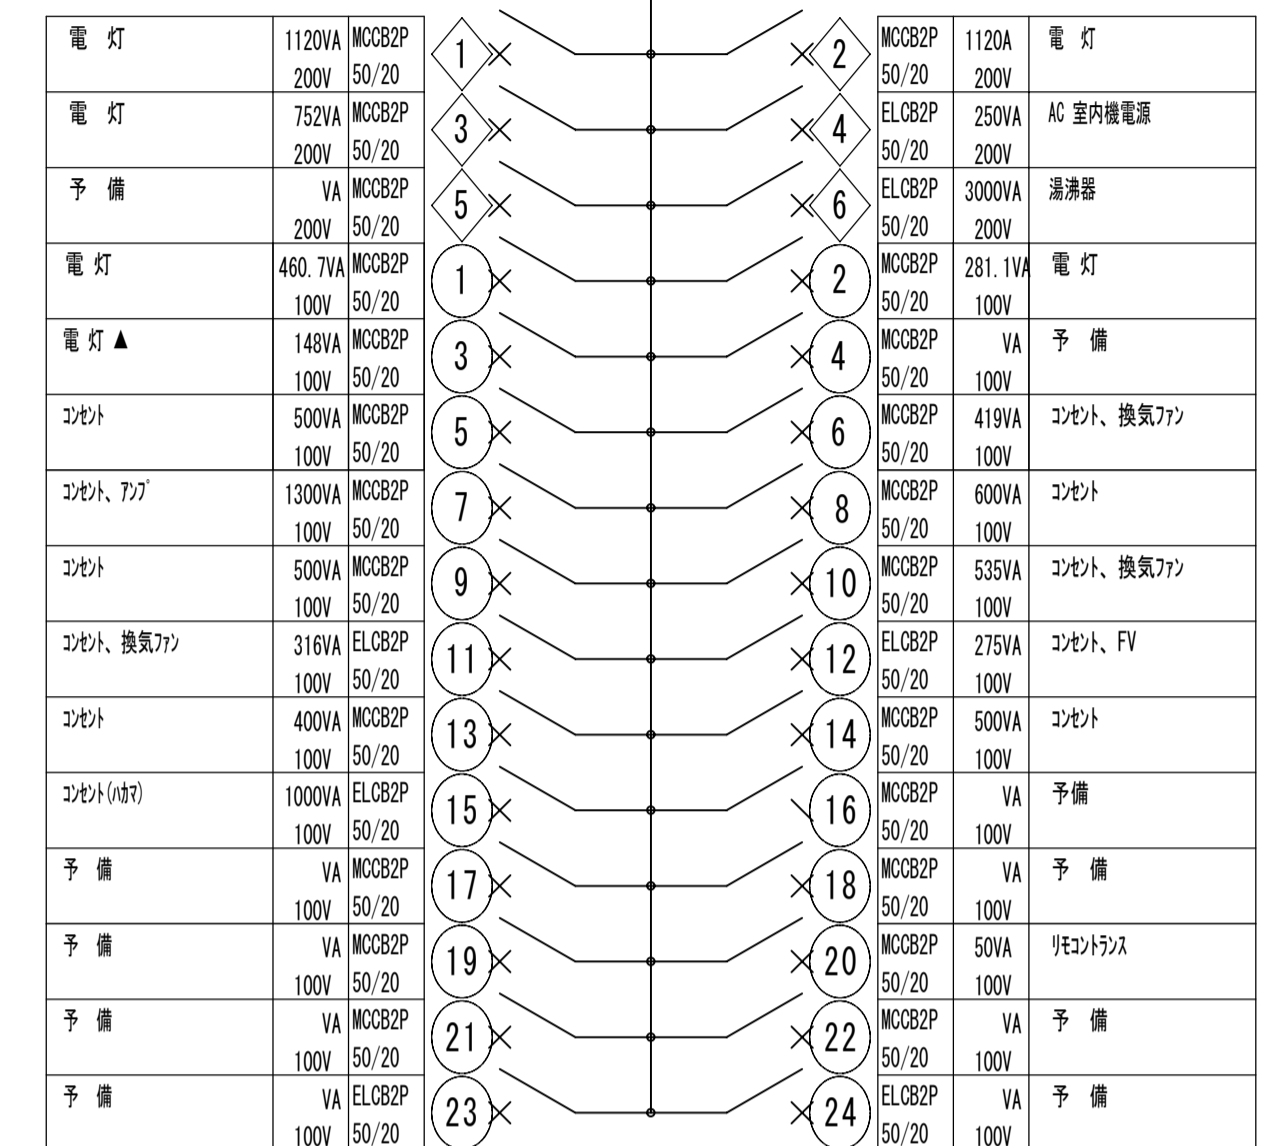 電 灯 1120VA MCCB2P 1 2 MCCB2P 1120A 電 灯
200V 50/20 50/20 200V
電 灯 752VA MCCB2P 3 4 ELCB2P 250VA AC 室内機電源
200V 50/20 50/20 200V
予 備 VA MCCB2P 5 6 ELCB2P 3000VA 湯沸器
200V 50/20 50/20 200V
電 灯 460.7VA MCCB2P 1 2 MCCB2P 281.1VA 電 灯
100V 50/20 50/20 100V
電 灯 ▲ 148VA MCCB2P 3 4 MCCB2P VA 予 備
100V 50/20 50/20 100V
コンセント 500VA MCCB2P 5 6 MCCB2P 419VA コンセント、換気ファン
100V 50/20 50/20 100V
コンセント、アンプ 1300VA MCCB2P 7 8 MCCB2P 600VA コンセント
100V 50/20 50/20 100V
コンセント 500VA MCCB2P 9 10 MCCB2P 535VA コンセント、換気ファン
100V 50/20 50/20 100V
コンセント、換気ファン 316VA ELCB2P 11 12 ELCB2P 275VA コンセント、FV
100V 50/20 50/20 100V
コンセント 400VA MCCB2P 13 14 MCCB2P 500VA コンセント
100V 50/20 50/20 100V
コンセント(ハカマ) 1000VA ELCB2P 15 16 MCCB2P VA 予備
100V 50/20 50/20 100V
予 備 VA MCCB2P 17 18 MCCB2P VA 予 備
100V 50/20 50/20 100V
予 備 VA MCCB2P 19 20 MCCB2P 50VA リモコントランス
100V 50/20 50/20 100V
予 備 VA MCCB2P 21 22 MCCB2P VA 予 備
100V 50/20 50/20 100V
予 備 VA ELCB2P 23 24 ELCB2P VA 予 備
100V 50/20 50/20 100V